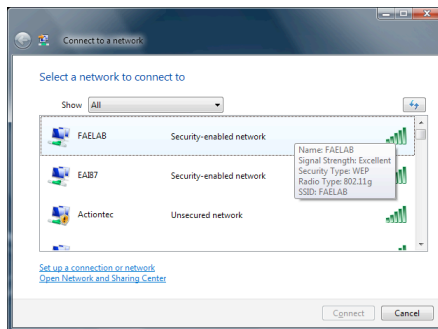 Connect to a network
Select a network to connect to
Show All
FAELAB Security-enabled network
Name: FAELAB
Signal Strength: Excellent
Security Type: WEP
Radio Type: 802.11g
SSID: FAELAB
EAI87 Security-enabled network
Actiontec Unsecured network
Set up a connection or network
Open Network and Sharing Center
Connect Cancel